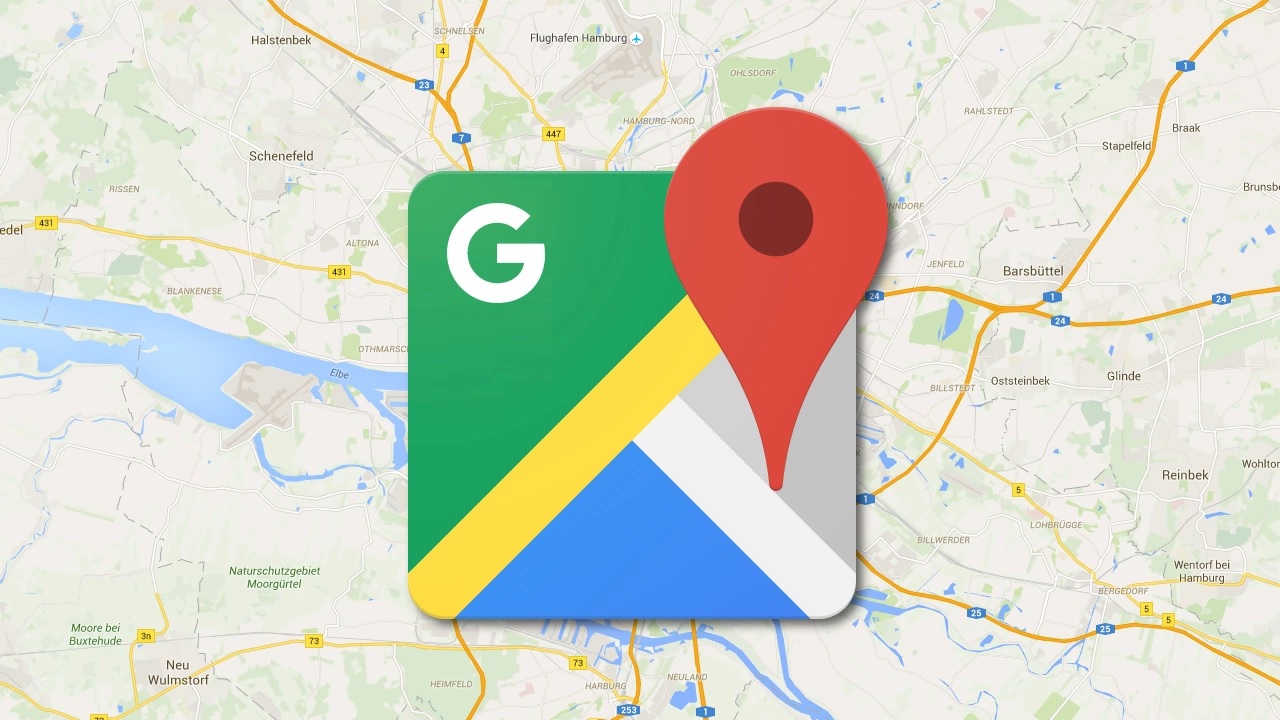 SCHNELSEN
Halstenbek
Flughafen Hamburg
4
1
OHLSDORF
23
RAHLSTEDT
HAMBURG-NORD
Braak
447
7
Stapelfeld
Schenefeld
RISSEN
431
edel
G
ALTONA
JENFELD
Barsbüttel
431
BLANKENESE
24
1
24
24
OTHMARSC
Elbe
Oststeinbek
Glinde
BILLSTEDT
Reinbek
Wohltor
5
1
LOHBRÜGGE
BILLWERDER
Naturschutzgebiet
Moorgürtel
Wentorf bei
Hamburg
BERGEDORF
25
5
5
Moore bei
Buxtehude
3n
73
25
73
Neu
Wulmstorf
HEIMFELD
HARBURG
NEULAND
253
1